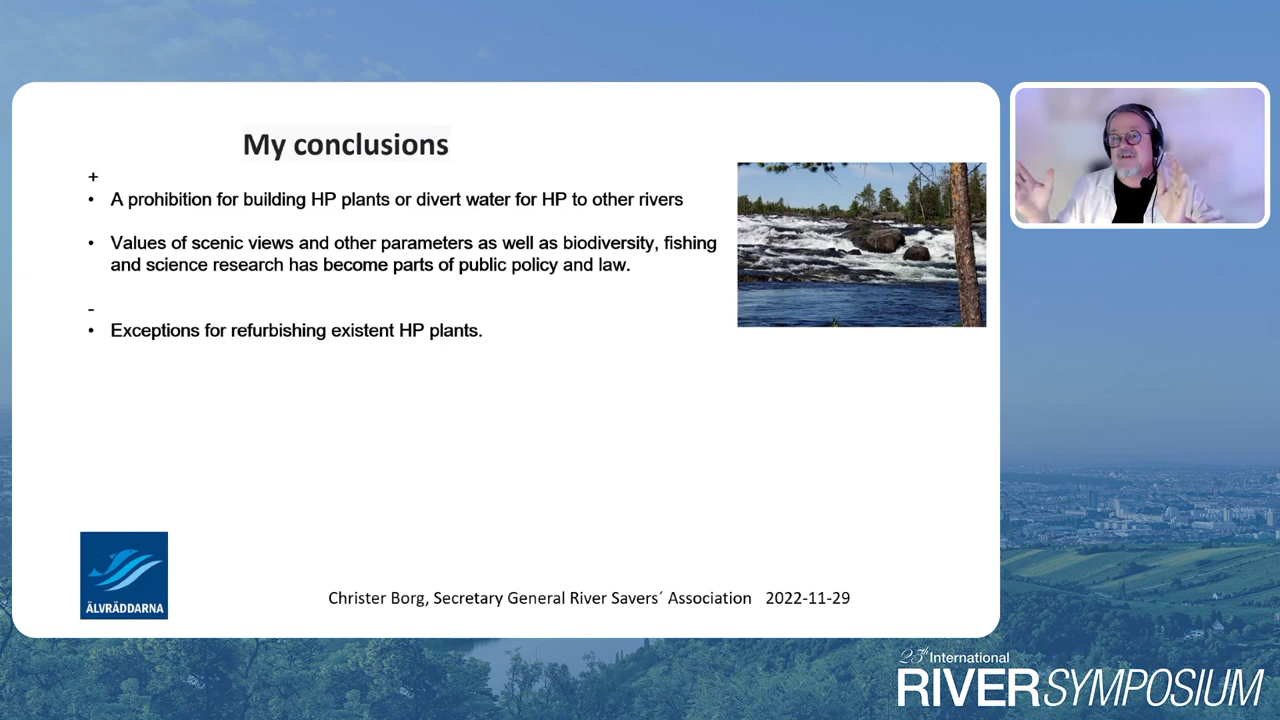 My conclusions
+
• A prohibition for building HP plants or divert water for HP to other rivers
• Values of scenic views and other parameters as well as biodiversity, fishing
and science research has become parts of public policy and law.
-
• Exceptions for refurbishing existent HP plants.
ÄLVRÄDDARNA
Christer Borg, Secretary General River Savers´ Association 2022-11-29
25th International
RIVERSYMPOSIUM